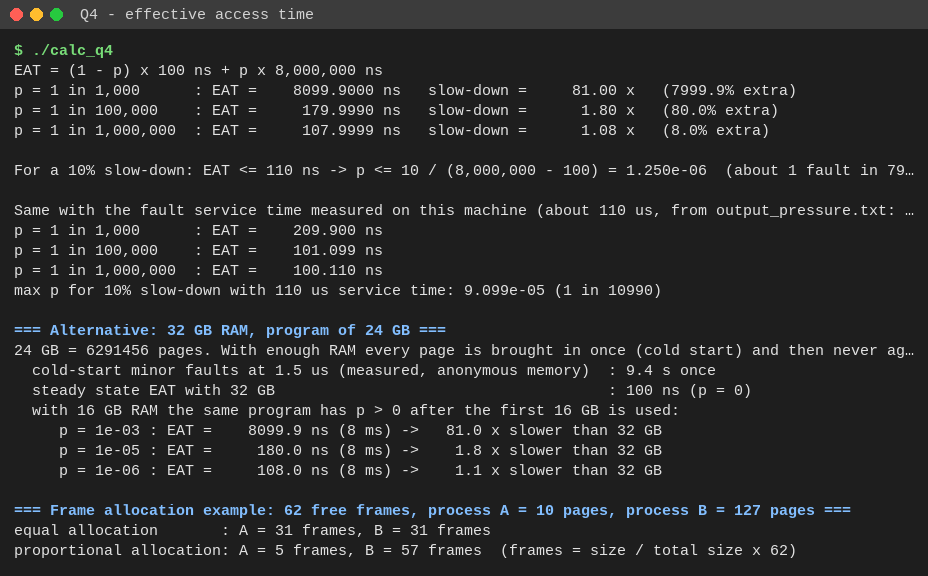 Q4 - effective access time
$ ./calc_q4
EAT = (1 - p) x 100 ns + p x 8,000,000 ns
p = 1 in 1,000      : EAT =    8099.9000 ns   slow-down =     81.00 x   (7999.9% extra)
p = 1 in 100,000    : EAT =     179.9990 ns   slow-down =      1.80 x   (80.0% extra)
p = 1 in 1,000,000  : EAT =     107.9999 ns   slow-down =      1.08 x   (8.0% extra)
For a 10% slow-down: EAT <= 110 ns -> p <= 10 / (8,000,000 - 100) = 1.250e-06  (about 1 fault in 79…
Same with the fault service time measured on this machine (about 110 us, from output_pressure.txt: …
p = 1 in 1,000      : EAT =    209.900 ns
p = 1 in 100,000    : EAT =    101.099 ns
p = 1 in 1,000,000  : EAT =    100.110 ns
max p for 10% slow-down with 110 us service time: 9.099e-05 (1 in 10990)
=== Alternative: 32 GB RAM, program of 24 GB ===
24 GB = 6291456 pages. With enough RAM every page is brought in once (cold start) and then never ag…
  cold-start minor faults at 1.5 us (measured, anonymous memory)  : 9.4 s once
  steady state EAT with 32 GB                                     : 100 ns (p = 0)
  with 16 GB RAM the same program has p > 0 after the first 16 GB is used:
     p = 1e-03 : EAT =    8099.9 ns (8 ms) ->   81.0 x slower than 32 GB
     p = 1e-05 : EAT =     180.0 ns (8 ms) ->    1.8 x slower than 32 GB
     p = 1e-06 : EAT =     108.0 ns (8 ms) ->    1.1 x slower than 32 GB
=== Frame allocation example: 62 free frames, process A = 10 pages, process B = 127 pages ===
equal allocation       : A = 31 frames, B = 31 frames
proportional allocation: A = 5 frames, B = 57 frames  (frames = size / total size x 62)